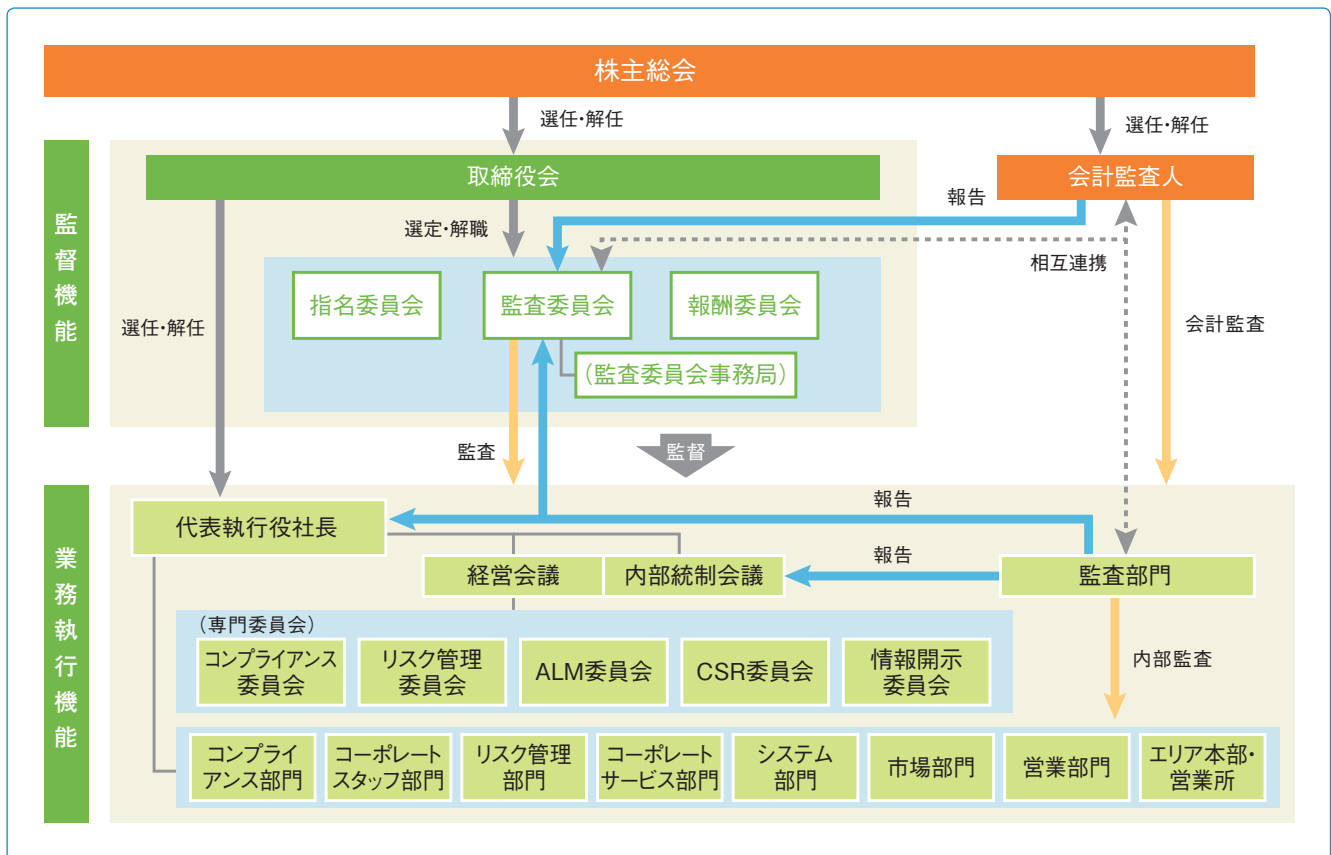 株主総会
選任・解任
選任・解任
監督機能
取締役会
会計監査人
報告
選定・解職
相互連携
指名委員会
監査委員会
報酬委員会
選任・解任
会計監査
（監査委員会事務局）
監査
監督
業務執行機能
代表執行役社長
報告
経営会議
内部統制会議
報告
監査部門
（専門委員会）
コンプライアンス
委員会
リスク管理
委員会
ALM委員会
CSR委員会
情報開示
委員会
内部監査
コンプライ
アンス部門
コーポレート
スタッフ部門
リスク管理
部門
コーポレート
サービス部門
システム
部門
市場部門
営業部門
エリア本部・
営業所